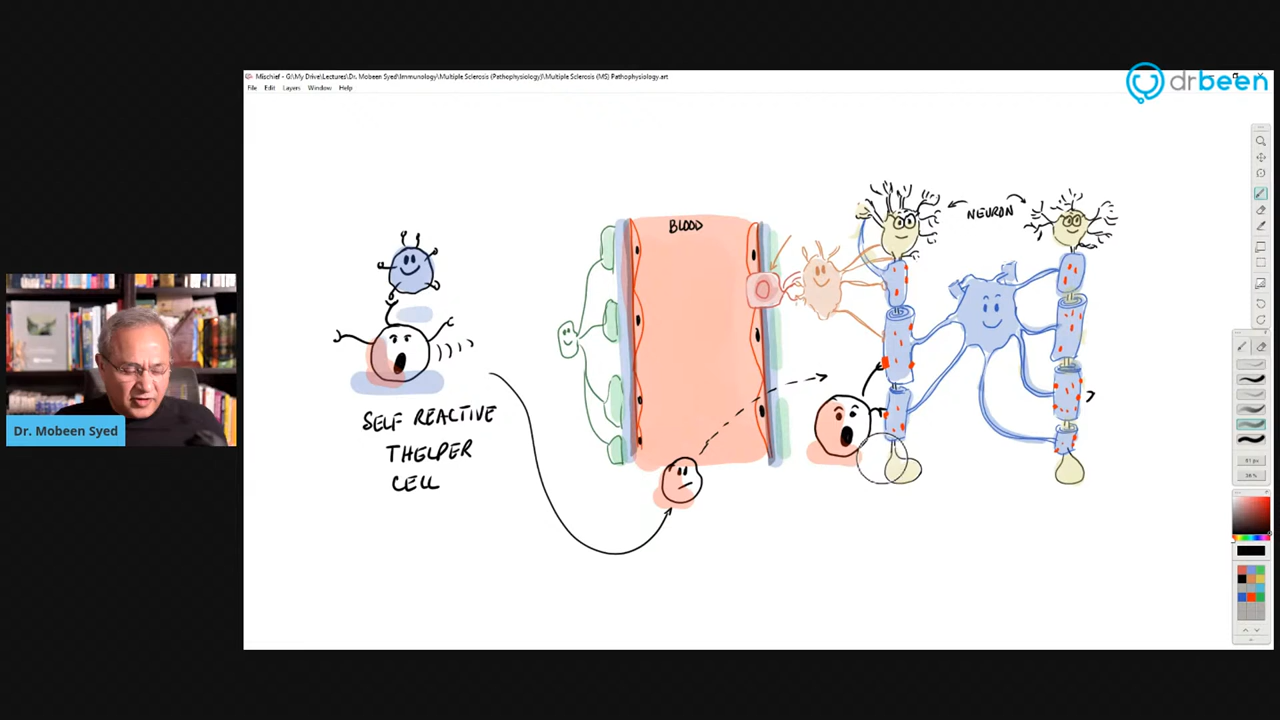 Mischief - G:\My Drive\Lectures\Dr. Mobeen Syed\Immunology\Multiple Sclerosis (Pathophysiology)\Multiple Sclerosis (MS) Pathophysiology.art
File Edit Layers Window Help
drbeen
BLOOD
NEURON
SELF REACTIVE
THELPER
CELL
Dr. Mobeen Syed